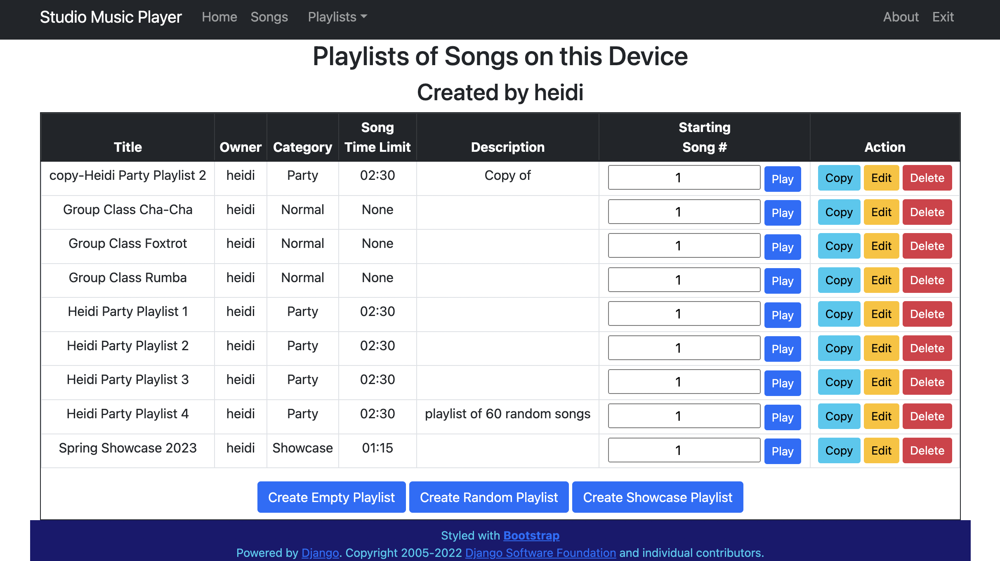 Studio Music Player Home Songs Playlists About Exit
Playlists of Songs on this Device
Created by heidi
Title Owner Category Song Time Limit Description Starting Song # Action
copy-Heidi Party Playlist 2 heidi Party 02:30 Copy of 1 Play Copy Edit Delete
Group Class Cha-Cha heidi Normal None 1 Play Copy Edit Delete
Group Class Foxtrot heidi Normal None 1 Play Copy Edit Delete
Group Class Rumba heidi Normal None 1 Play Copy Edit Delete
Heidi Party Playlist 1 heidi Party 02:30 1 Play Copy Edit Delete
Heidi Party Playlist 2 heidi Party 02:30 1 Play Copy Edit Delete
Heidi Party Playlist 3 heidi Party 02:30 1 Play Copy Edit Delete
Heidi Party Playlist 4 heidi Party 02:30 playlist of 60 random songs 1 Play Copy Edit Delete
Spring Showcase 2023 heidi Showcase 01:15 1 Play Copy Edit Delete
Create Empty Playlist Create Random Playlist Create Showcase Playlist
Styled with Bootstrap
Powered by Django. Copyright 2005-2022 Django Software Foundation and individual contributors.